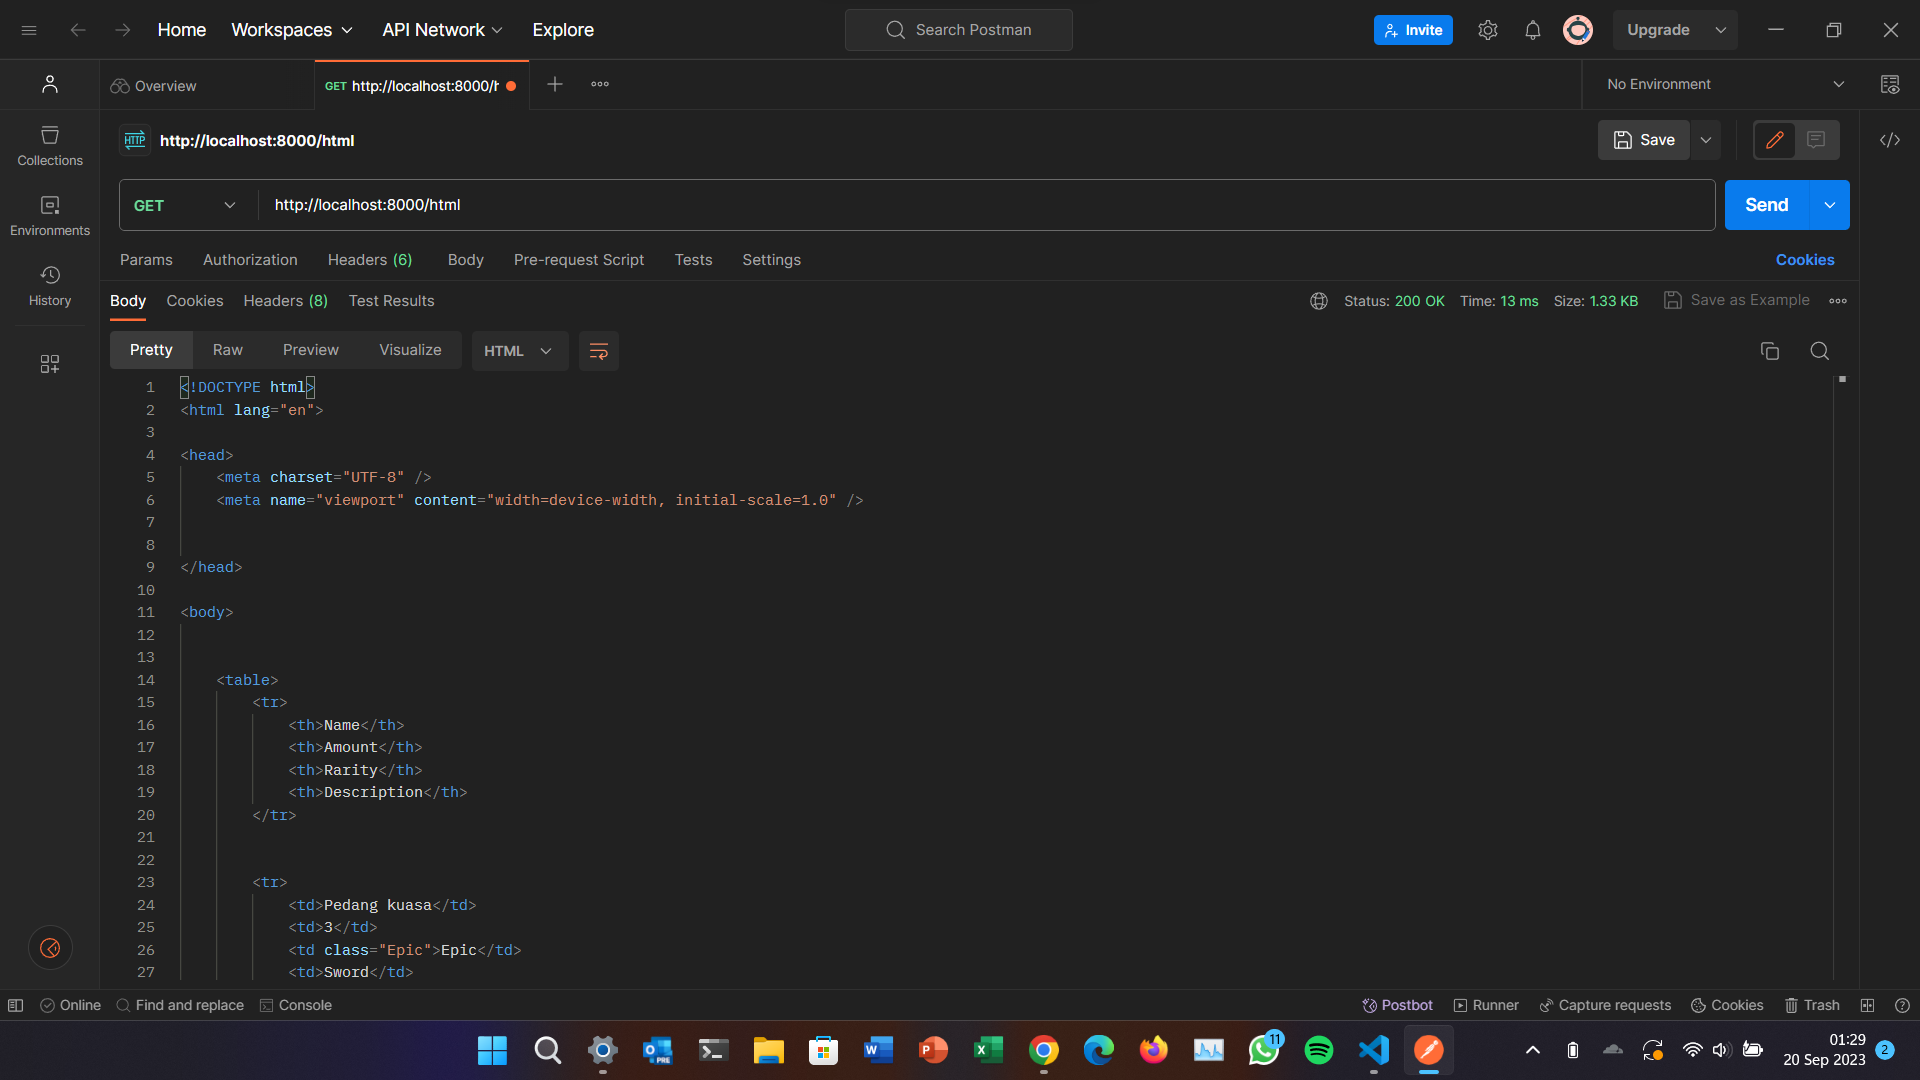 Home Workspaces API Network Explore Search Postman Invite Upgrade
Overview GET http://localhost:8000/h No Environment
HTTP http://localhost:8000/html Save
Collections
GET http://localhost:8000/html Send
Environments
Params Authorization Headers (6) Body Pre-request Script Tests Settings Cookies
History
Body Cookies Headers (8) Test Results Status: 200 OK Time: 13 ms Size: 1.33 KB Save as Example
Pretty Raw Preview Visualize HTML
1 <!DOCTYPE html>
2 <html lang="en">
3
4 <head>
5 <meta charset="UTF-8" />
6 <meta name="viewport" content="width=device-width, initial-scale=1.0" />
7
8
9 </head>
10
11 <body>
12
13
14 <table>
15 <tr>
16 <th>Name</th>
17 <th>Amount</th>
18 <th>Rarity</th>
19 <th>Description</th>
20 </tr>
21
22
23 <tr>
24 <td>Pedang kuasa</td>
25 <td>3</td>
26 <td class="Epic">Epic</td>
27 <td>Sword</td>
Online Find and replace Console Postbot Runner Capture requests Cookies Trash
PRE W P X 11 01:29
20 Sep 2023 2